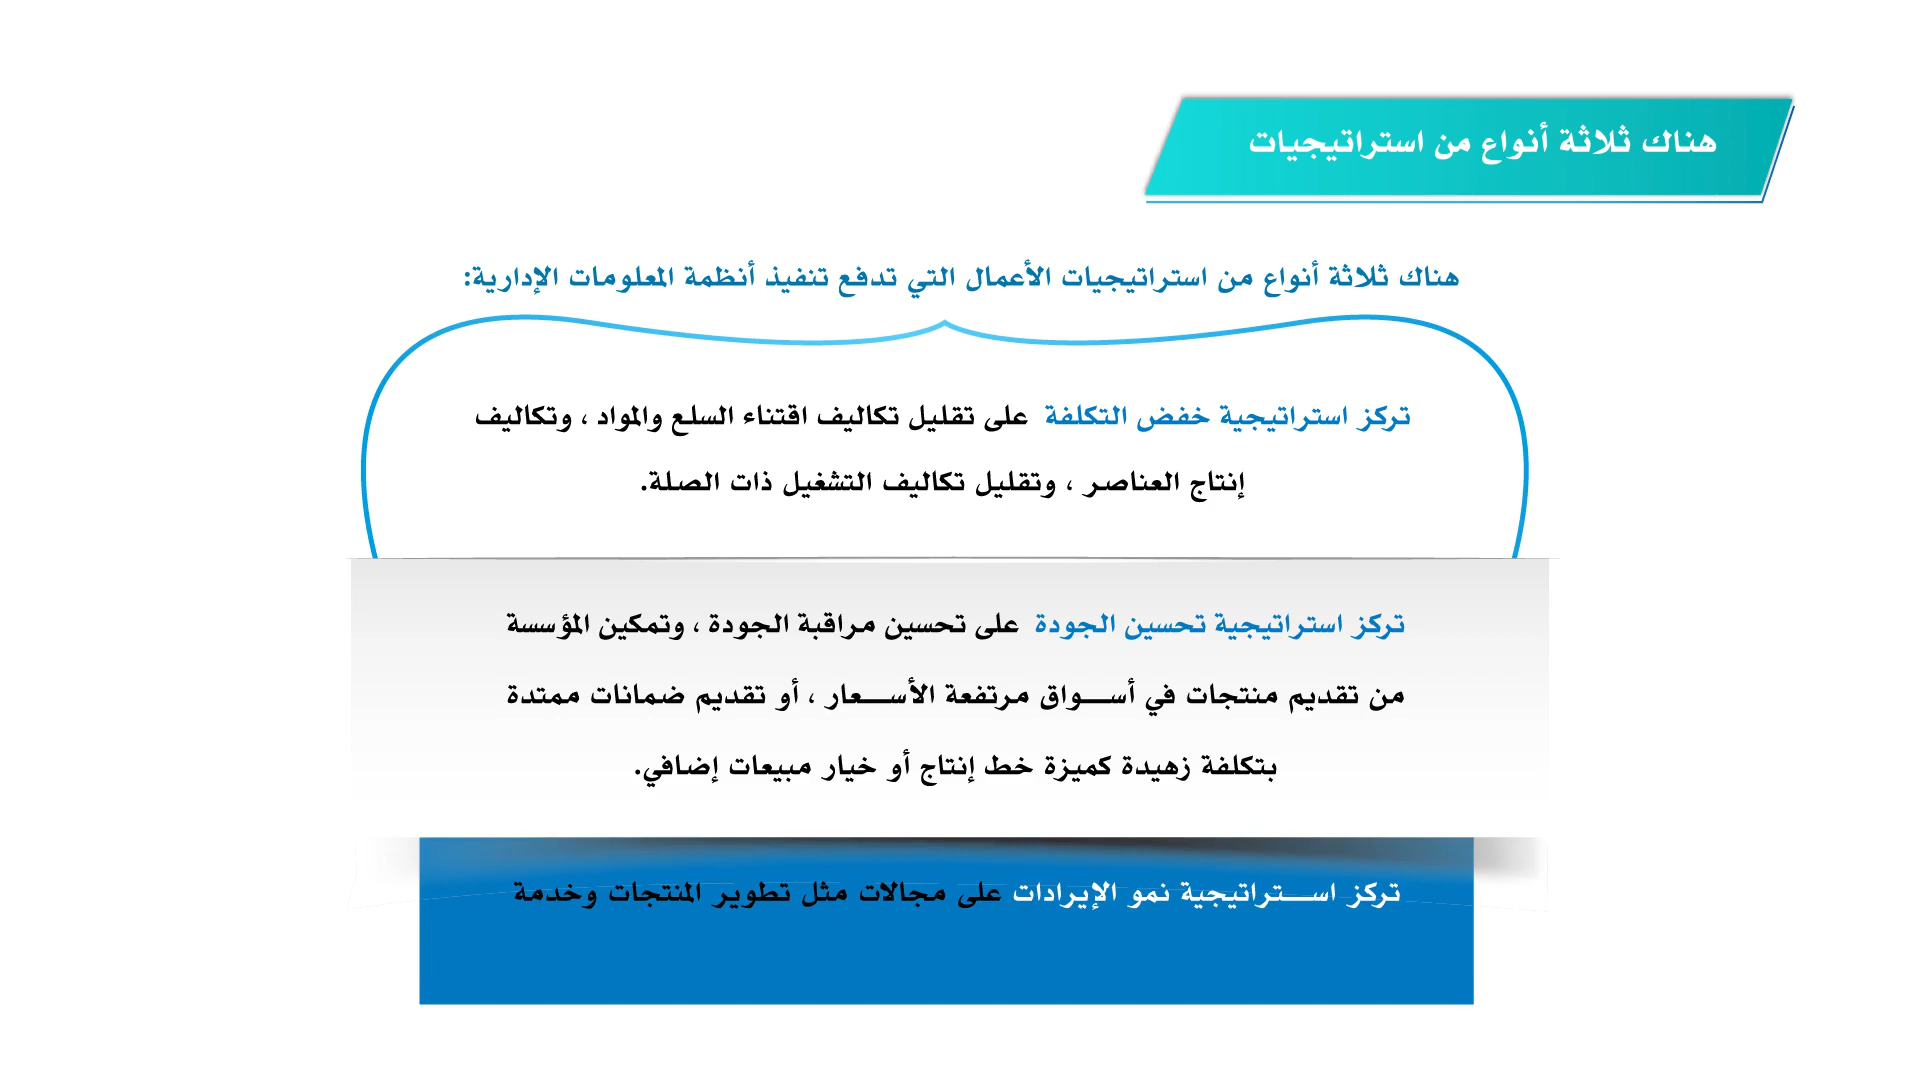 هناك ثلاثة أنواع من استراتيجيات
هناك ثلاثة أنواع من استراتيجيات الأعمال التي تدفع تنفيذ أنظمة المعلومات الإدارية:
تركز استراتيجية خفض التكلفة على تقليل تكاليف اقتناء السلع والمواد ، وتكاليف
إنتاج العناصر ، وتقليل تكاليف التشغيل ذات الصلة.
تركز استراتيجية تحسين الجودة على تحسين مراقبة الجودة ، وتمكين المؤسسة
من تقديم منتجات في أســـواق مرتفعة الأســـعار ، أو تقديم ضمانات ممتدة
بتكلفة زهيدة كميزة خط إنتاج أو خيار مبيعات إضافي.
تركز اســـتراتيجية نمو الإيرادات على مجالات مثل تطوير المنتجات وخدمة